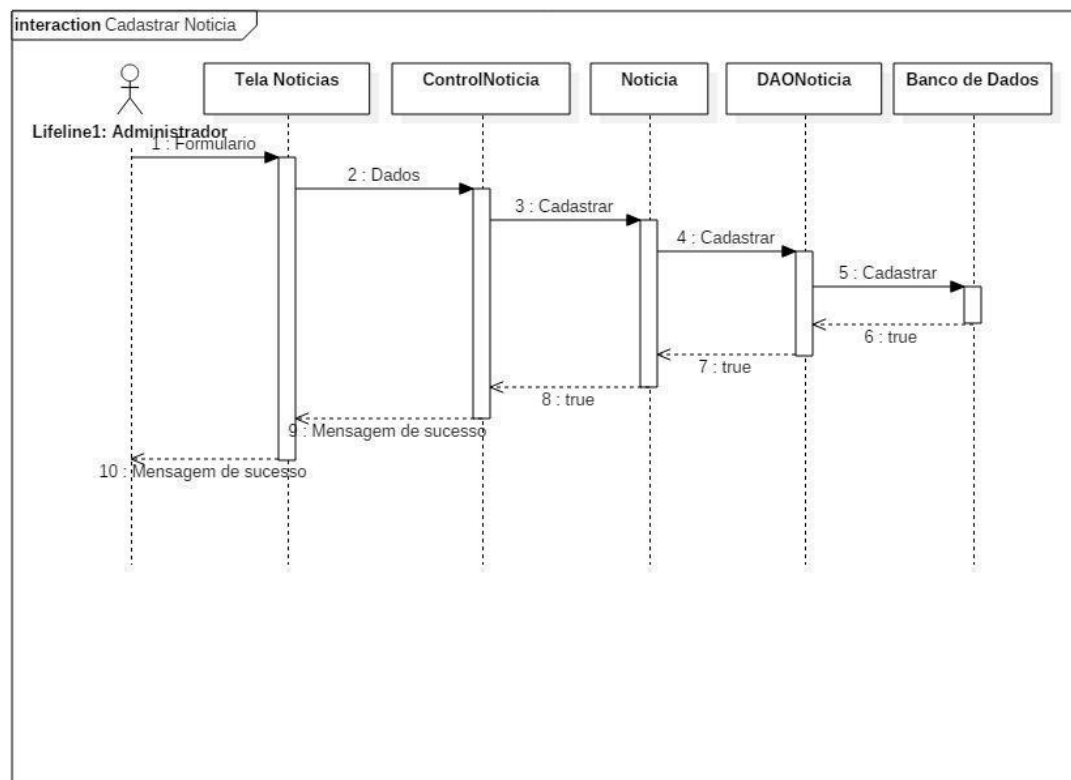 interaction Cadastrar Noticia
Tela Noticias
ControlNoticia
Noticia
DAONoticia
Banco de Dados
Lifeline1: Administrador
1 : Formulario
2 : Dados
3 : Cadastrar
4 : Cadastrar
5 : Cadastrar
6 : true
7 : true
8 : true
9 : Mensagem de sucesso
10 : Mensagem de sucesso